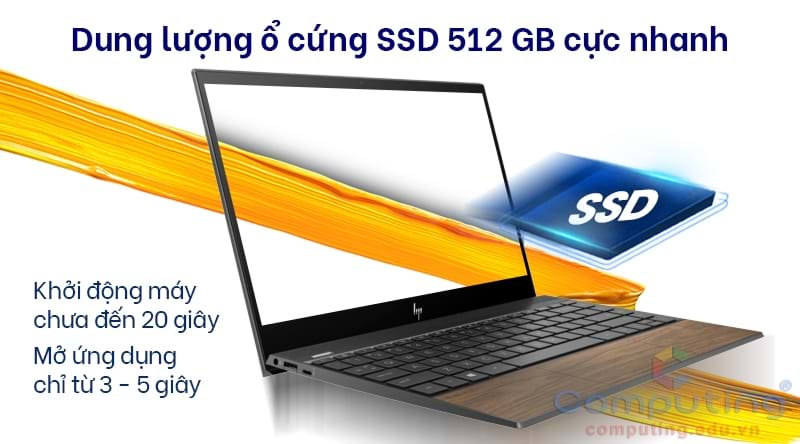 Dung lượng ổ cứng SSD 512 GB cực nhanh
SSD
Khởi động máy
chưa đến 20 giây
Mở ứng dụng
chỉ từ 3 - 5 giây
hp
Computing
computing.edu.vn